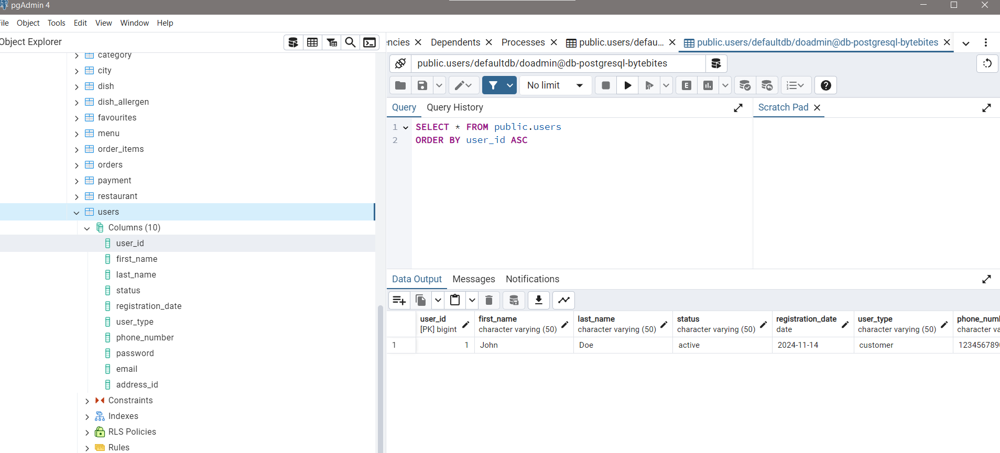 pgAdmin 4
File Object Tools Edit View Window Help
Object Explorer
category
city
dish
dish_allergen
favourites
menu
order_items
orders
payment
restaurant
users
Columns (10)
user_id
first_name
last_name
status
registration_date
user_type
phone_number
password
email
address_id
Constraints
Indexes
RLS Policies
Rules
encies Dependents Processes public.users/defau... public.users/defaultdb/doadmin@db-postgresql-bytebites
public.users/defaultdb/doadmin@db-postgresql-bytebites
No limit E
Query Query History Scratch Pad
1 SELECT * FROM public.users
2 ORDER BY user_id ASC
Data Output Messages Notifications
user_id first_name last_name status registration_date user_type phone_num
[PK] bigint character varying (50) character varying (50) character varying (50) date character varying (50) character va
1 1 John Doe active 2024-11-14 customer 123456789